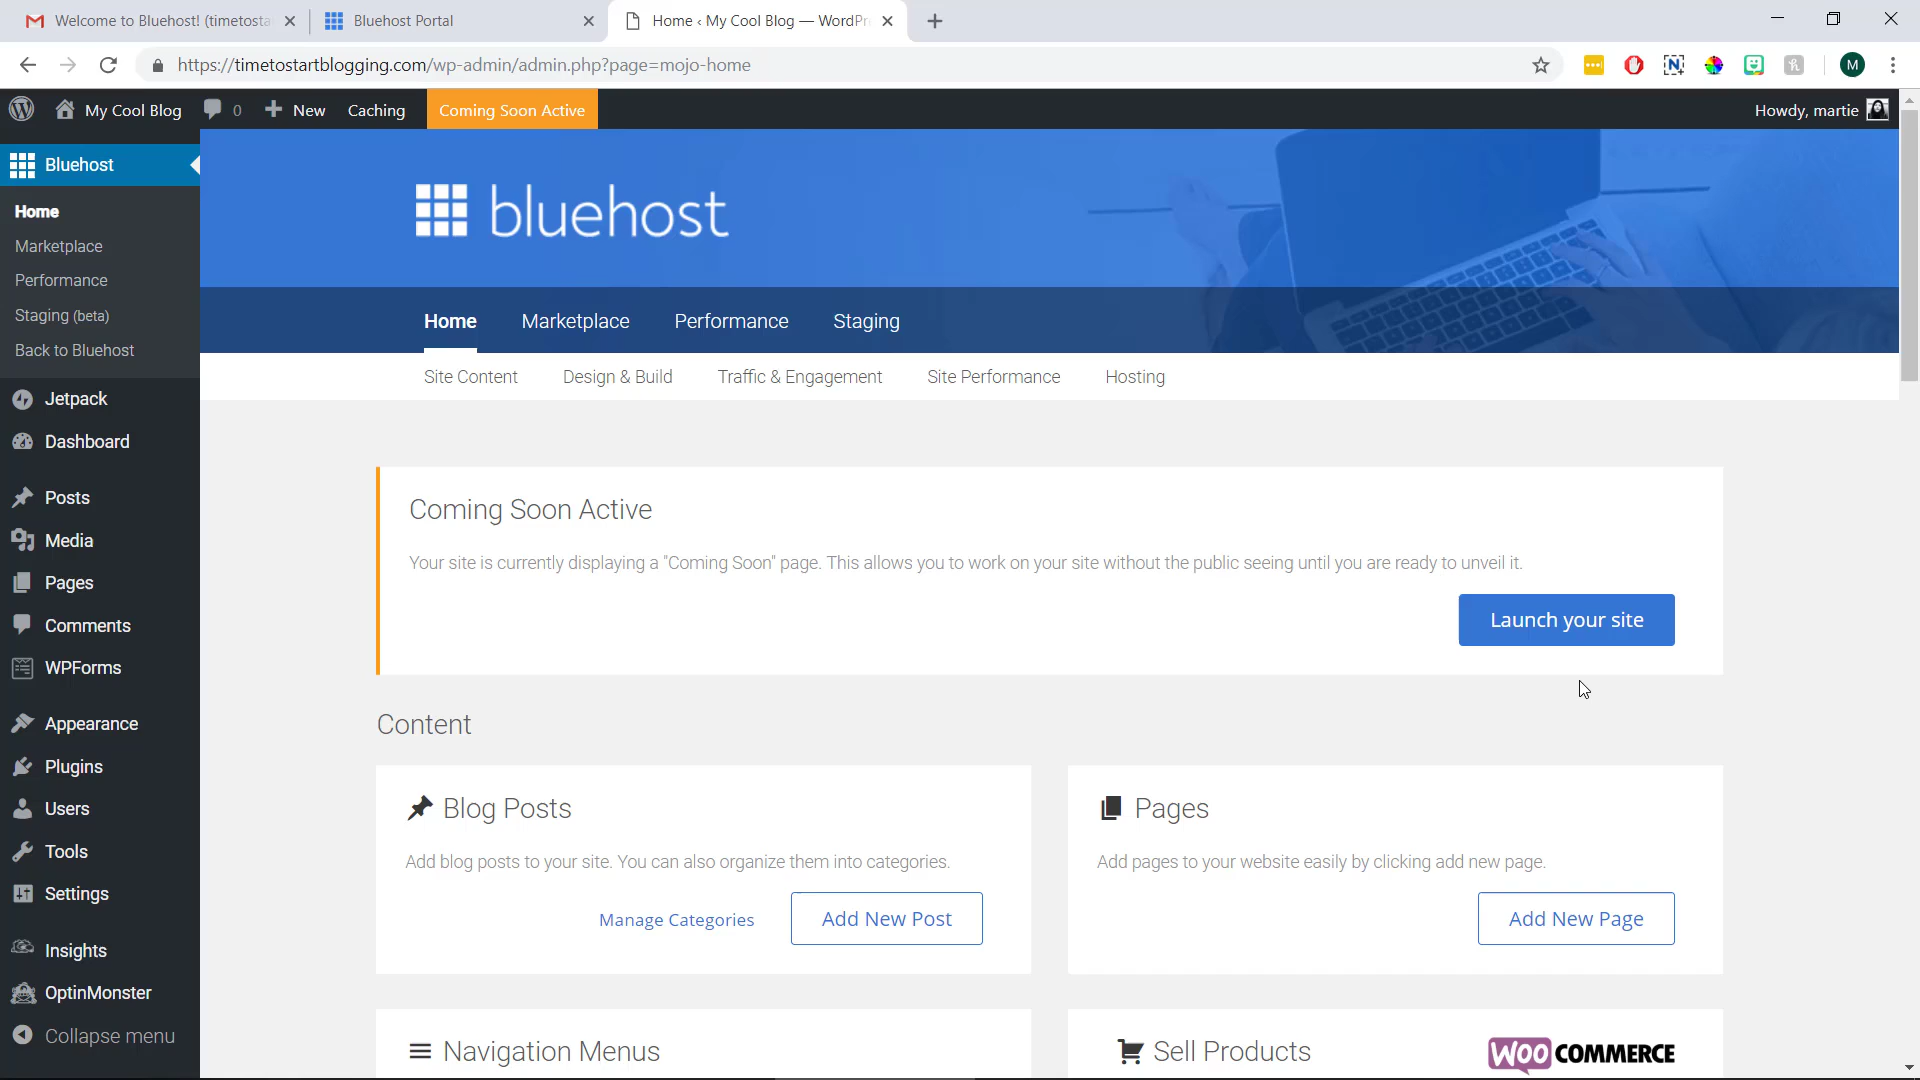 Welcome to Bluehost! (timetosta
Bluehost Portal
Home ‹ My Cool Blog — WordPr
https://timetostartblogging.com/wp-admin/admin.php?page=mojo-home
M
My Cool Blog
0
New
Caching
Coming Soon Active
Howdy, martie
Bluehost
Home
Marketplace
Performance
Staging (beta)
Back to Bluehost
Jetpack
Dashboard
Posts
Media
Pages
Comments
WPForms
Appearance
Plugins
Users
Tools
Settings
Insights
OptinMonster
Collapse menu
bluehost
Home Marketplace Performance Staging
Site Content Design & Build Traffic & Engagement Site Performance Hosting
Coming Soon Active
Your site is currently displaying a "Coming Soon" page. This allows you to work on your site without the public seeing until you are ready to unveil it.
Launch your site
Content
Blog Posts
Add blog posts to your site. You can also organize them into categories.
Manage Categories
Add New Post
Pages
Add pages to your website easily by clicking add new page.
Add New Page
Navigation Menus
Sell Products
WOO COMMERCE